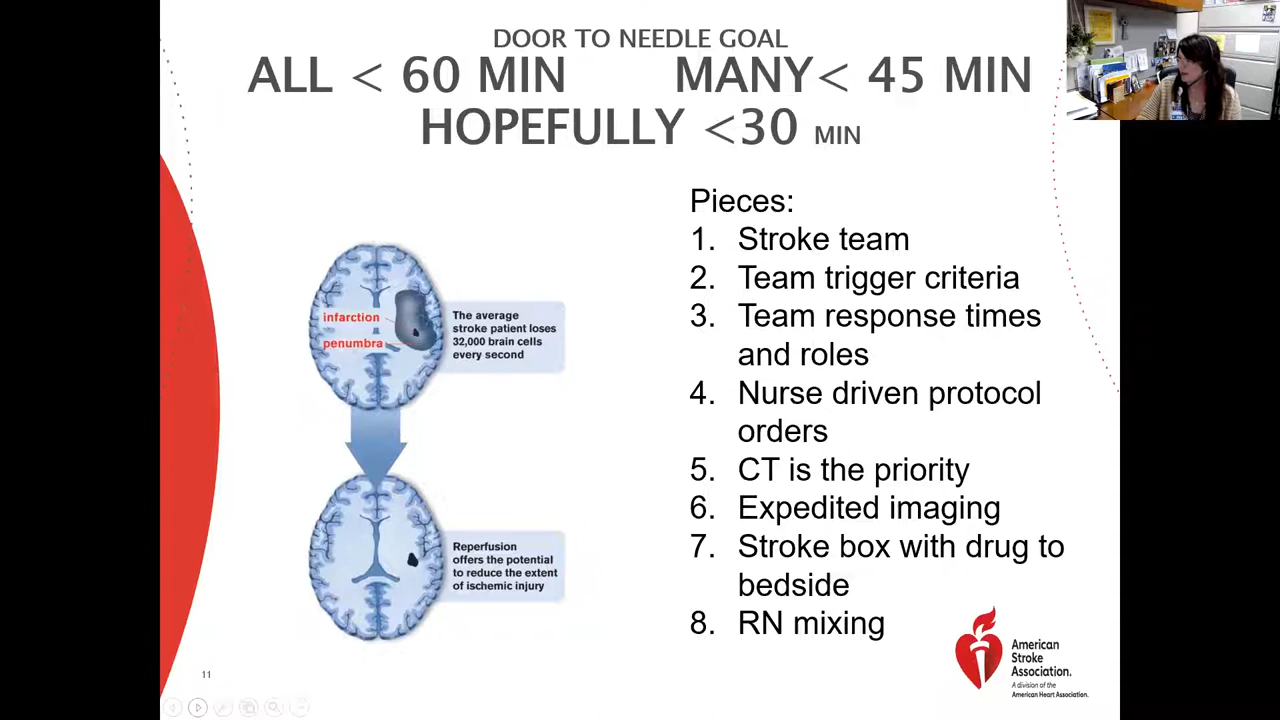 DOOR TO NEEDLE GOAL
ALL < 60 MIN MANY< 45 MIN
HOPEFULLY <30 MIN
infarction
penumbra
The average
stroke patient loses
32,000 brain cells
every second
Reperfusion
offers the potential
to reduce the extent
of ischemic injury
Pieces:
1. Stroke team
2. Team trigger criteria
3. Team response times
and roles
4. Nurse driven protocol
orders
5. CT is the priority
6. Expedited imaging
7. Stroke box with drug to
bedside
8. RN mixing
American
Stroke
Association.
A division of the
American Heart Association.
11